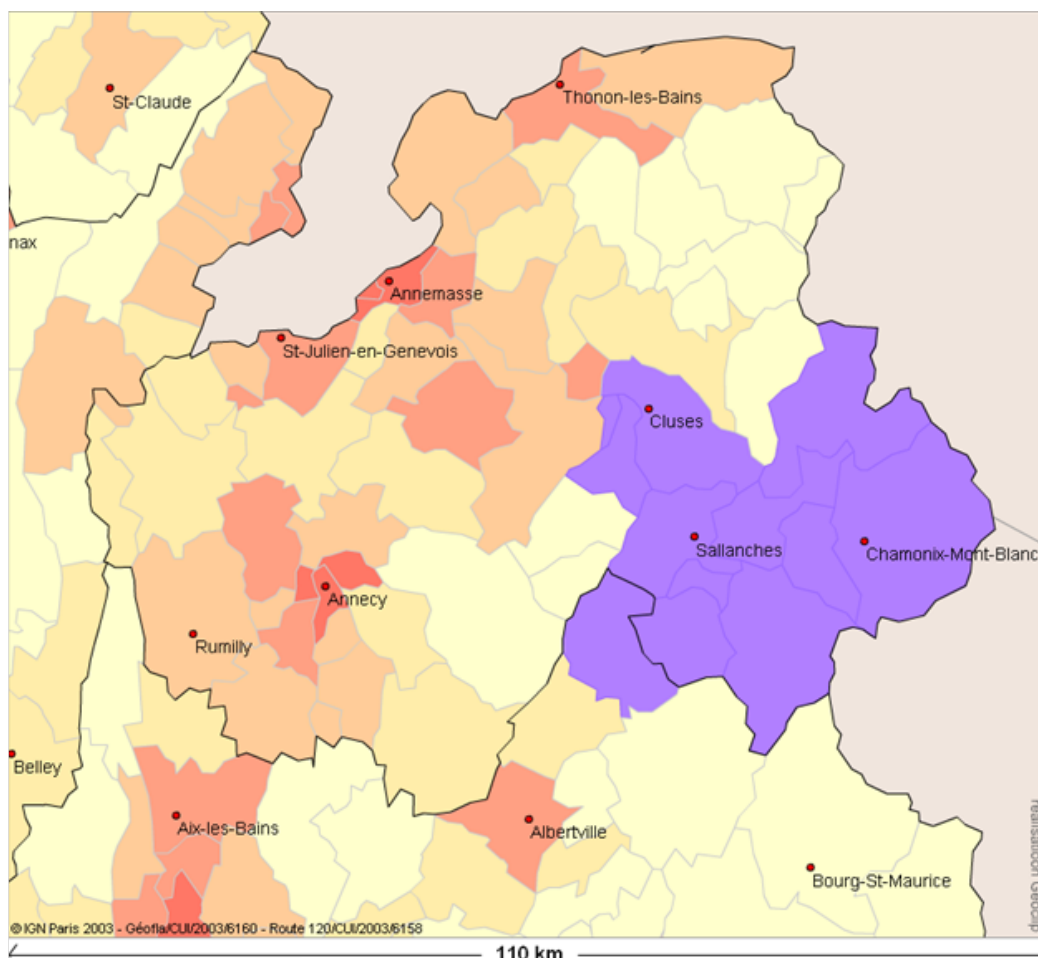 St-Claude
Thonon-les-Bains
nax
Annemasse
St-Julien-en-Genevois
Cluses
Sallanches
Chamonix-Mont-Blanc
Annecy
Rumilly
Belley
Aix-les-Bains
Albertville
Bourg-St-Maurice
réalisation Géoclip
© IGN Paris 2003 - Géofla/CUI/2003/6160 - Route 120/CUI/2003/6158
110 km